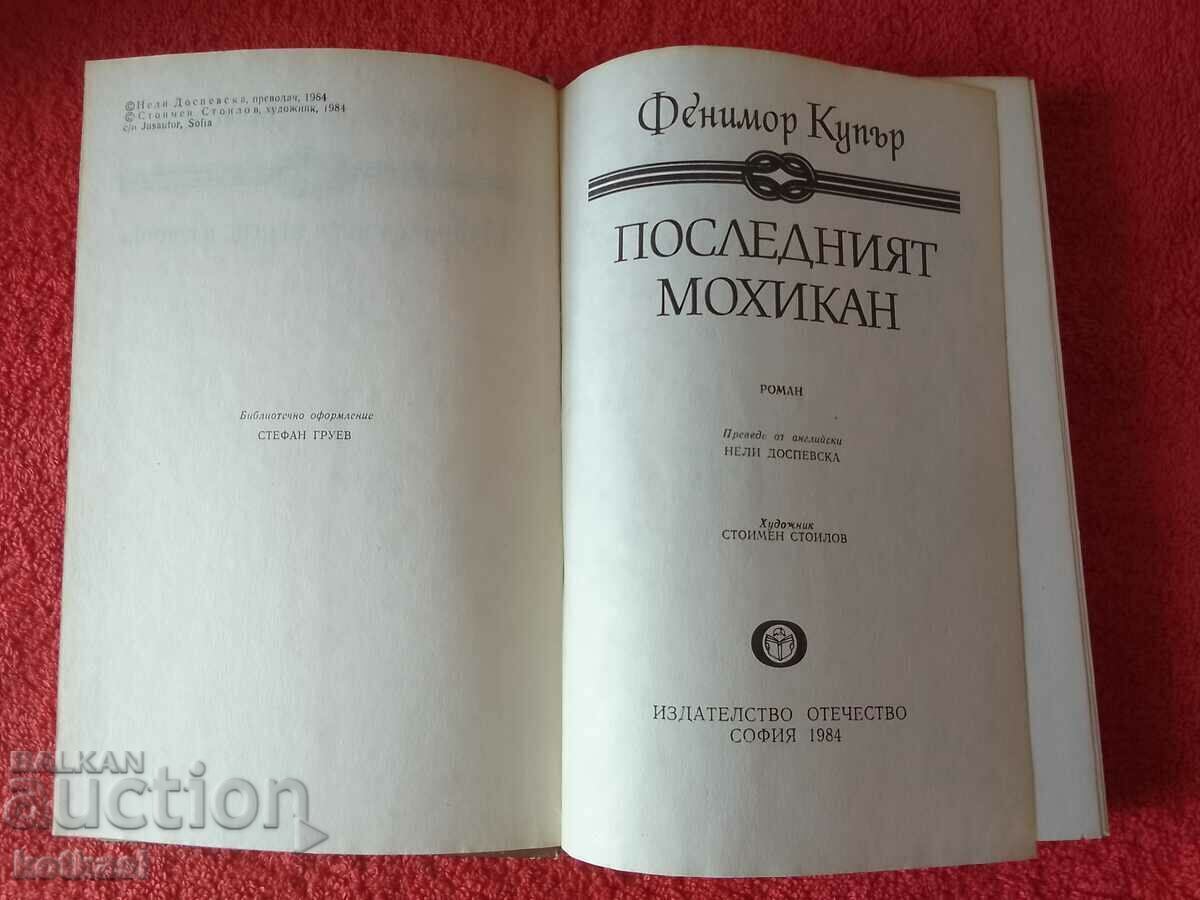 ©Нели Доспевска, преводач, 1984
©Стоимен Стоилов, художник, 1984
c/o Jusautor, Sofia
Библиотечно оформление
СТЕФАН ГРУЕВ
Фенимор Купър
ПОСЛЕДНИЯТ
МОХИКАН
РОМАН
Преведе от английски
НЕЛИ ДОСПЕВСКА
Художник
СТОИМЕН СТОИЛОВ
ИЗДАТЕЛСТВО ОТЕЧЕСТВО
СОФИЯ 1984
BALKAN
auction